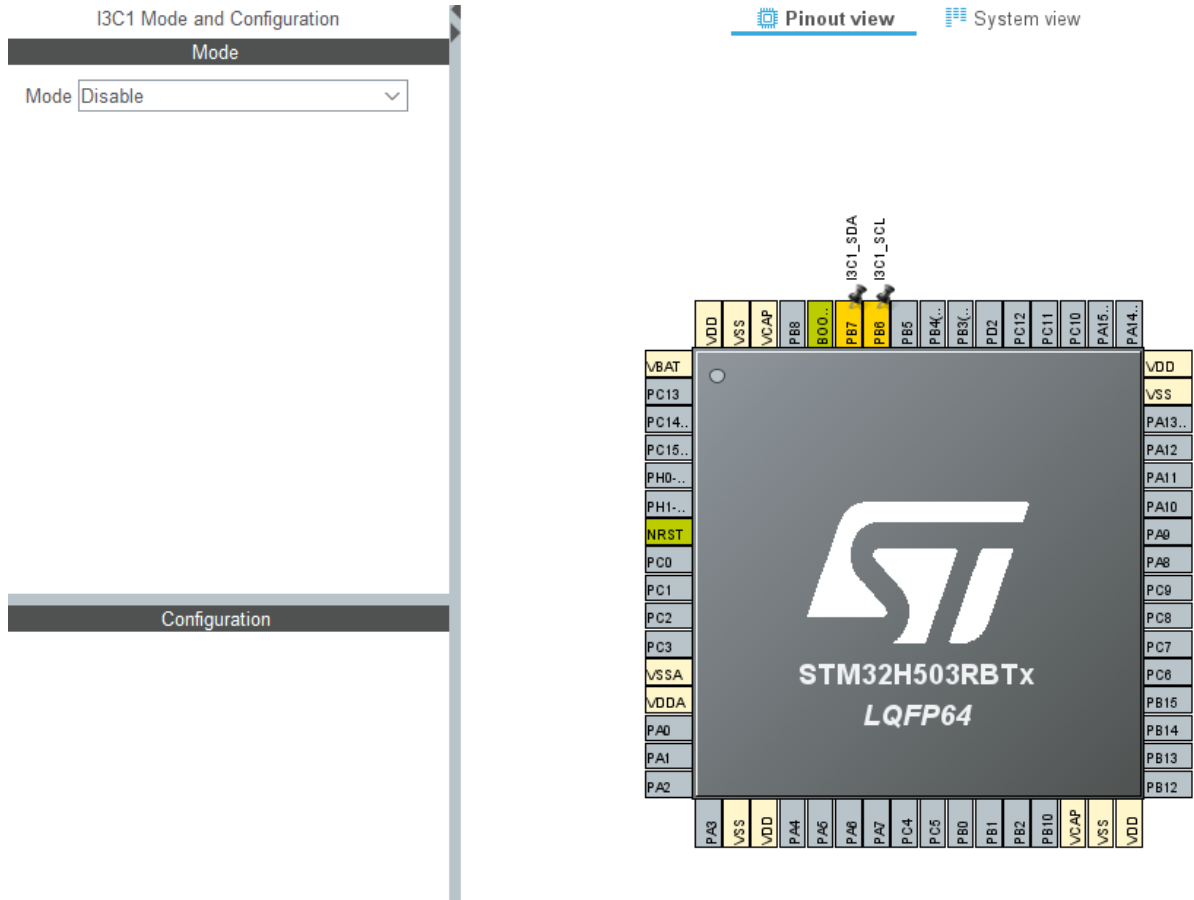 I3C1 Mode and Configuration
Mode
Mode Disable
Configuration
Pinout view
System view
I3C1_SDA
I3C1_SCL
VDD
VSS
VCAP
PB8
BOO..
PB7
PB6
PB5
PB4(..
PB3(..
PD2
PC12
PC11
PC10
PA15..
PA14..
VBAT
PC13
PC14..
PC15..
PH0-..
PH1-..
NRST
PC0
PC1
PC2
PC3
VSSA
VDDA
PA0
PA1
PA2
VDD
VSS
PA13..
PA12
PA11
PA10
PA9
PA8
PC9
PC8
PC7
PC6
PB15
PB14
PB13
PB12
STM32H503RBTx
LQFP64
PA3
VSS
VDD
PA4
PA5
PA6
PA7
PC4
PC5
PB0
PB1
PB2
PB10
VCAP
VSS
VDD